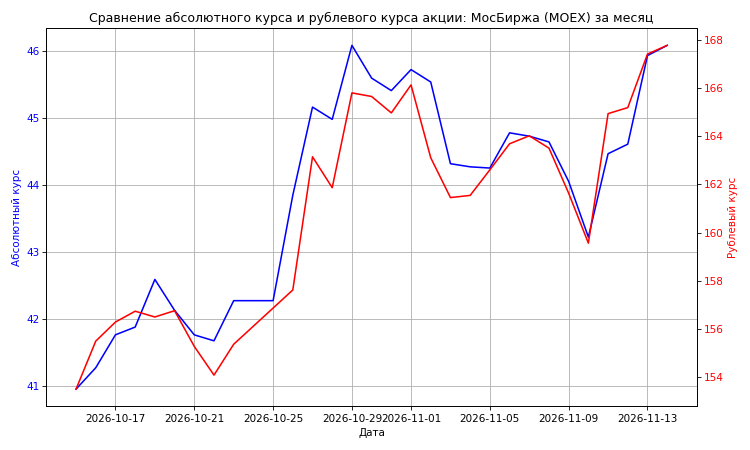 Сравнение абсолютного курса и рублевого курса акции: МосБиржа (MOEX) за месяц
Абсолютный курс
46
45
44
43
42
41
168
166
164
162
160
158
156
154
Рублевый курс
2026-10-17 2026-10-21 2026-10-25 2026-10-29 2026-11-01 2026-11-05 2026-11-09 2026-11-13
Дата